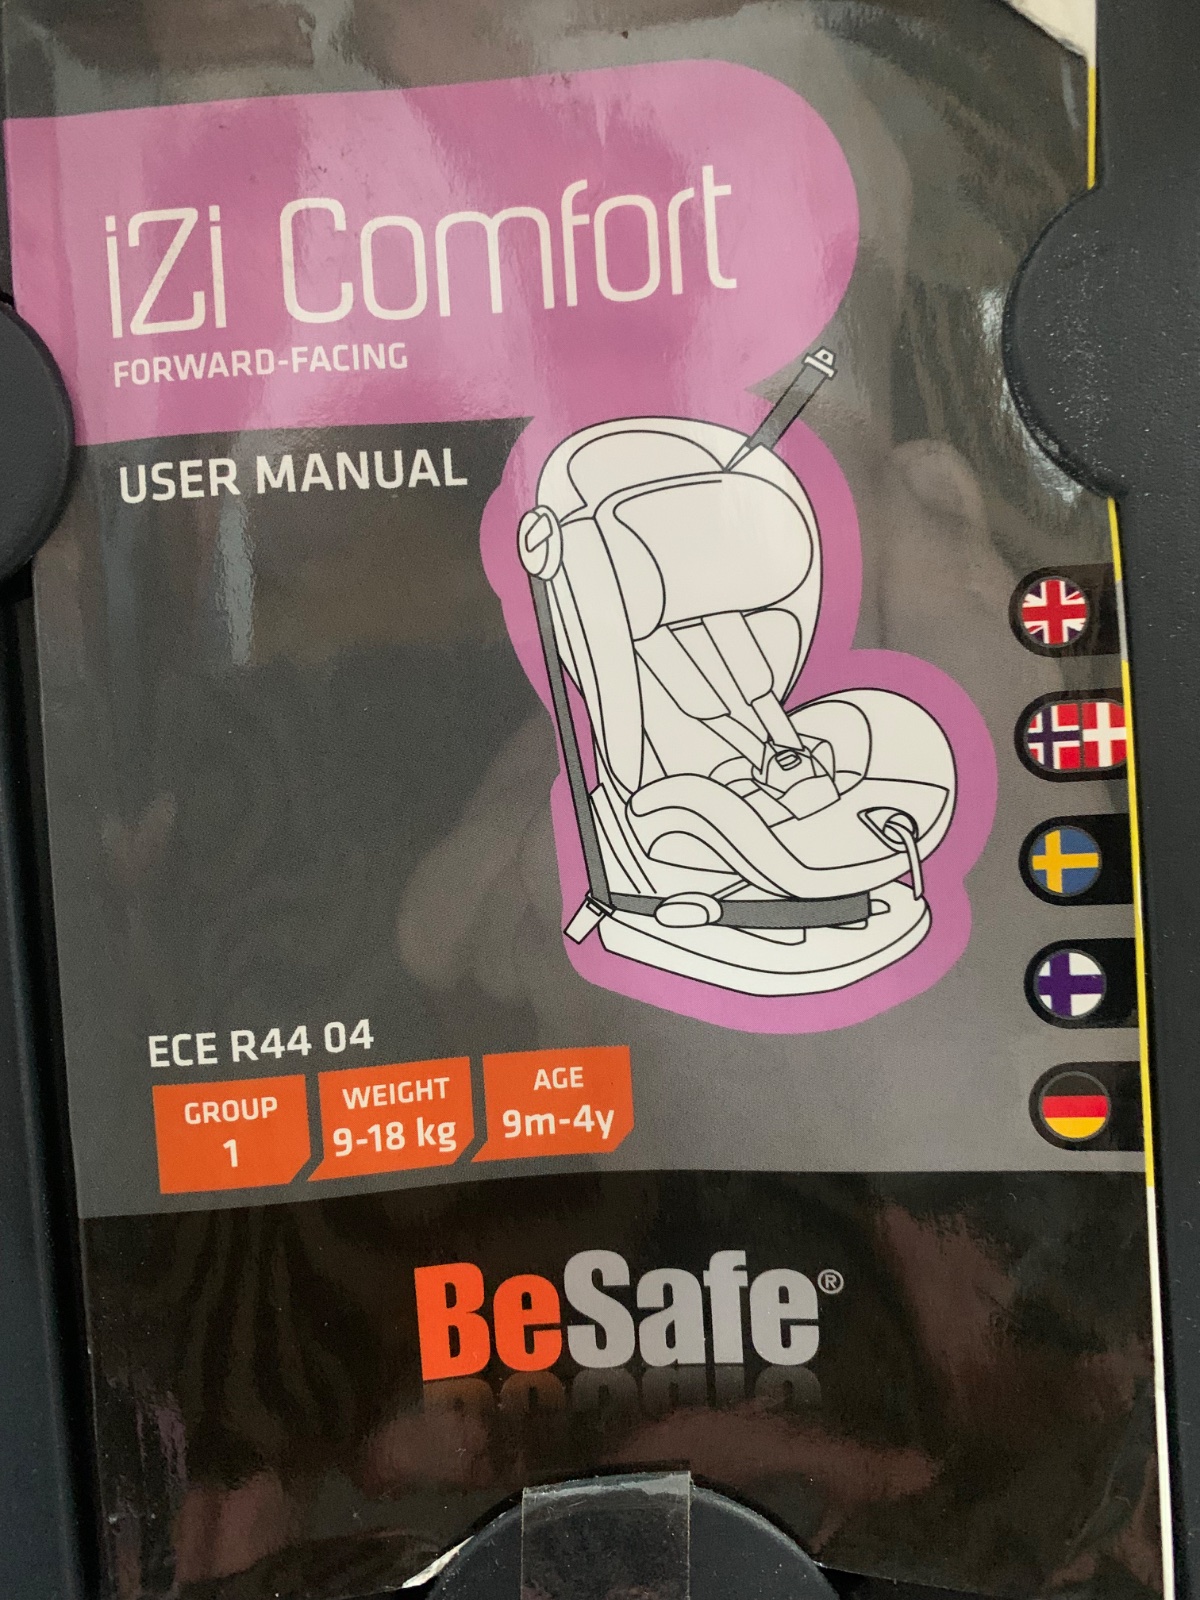 iZi Comfort
FORWARD-FACING
USER MANUAL
ECE R44 04
GROUP
1
WEIGHT
9-18 kg
AGE
9m-4y
BeSafe®